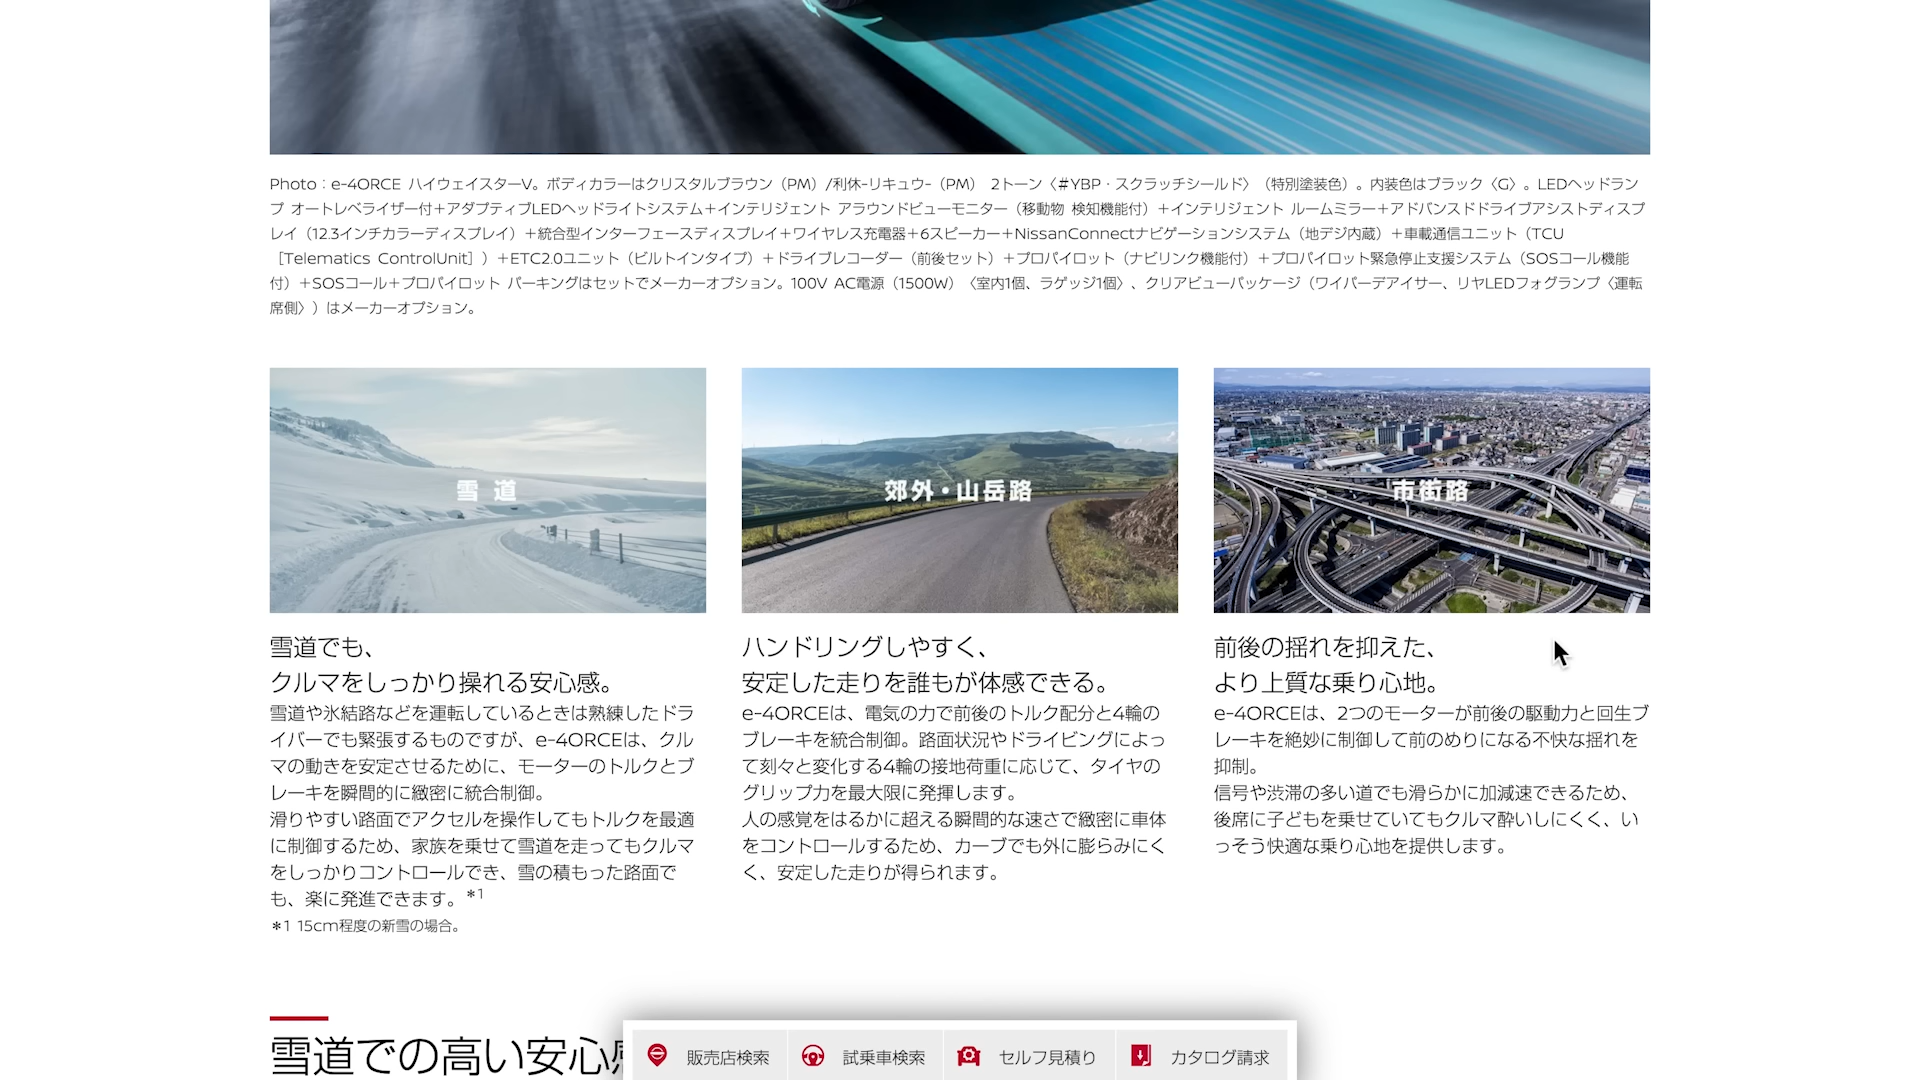 Photo：e-4ORCE ハイウェイスターV。ボディカラーはクリスタルブラウン（PM）/利休-リキュウ-（PM） 2トーン〈#YBP・スクラッチシールド〉（特別塗装色）。内装色はブラック〈G〉。LEDヘッドラン
プ オートレベライザー付＋アダプティブLEDヘッドライトシステム＋インテリジェント アラウンドビューモニター（移動物 検知機能付）＋インテリジェント ルームミラー＋アドバンスドドライブアシストディスプ
レイ（12.3インチカラーディスプレイ）＋統合型インターフェースディスプレイ＋ワイヤレス充電器＋6スピーカー＋NissanConnectナビゲーションシステム（地デジ内蔵）＋車載通信ユニット（TCU
［Telematics ControlUnit］）＋ETC2.0ユニット（ビルトインタイプ）＋ドライブレコーダー（前後セット）＋プロパイロット（ナビリンク機能付）＋プロパイロット緊急停止支援システム（SOSコール機能
付）＋SOSコール＋プロパイロット パーキングはセットでメーカーオプション。100V AC電源（1500W）〈室内1個、ラゲッジ1個〉、クリアビューパッケージ（ワイパーデアイサー、リヤLEDフォグランプ〈運転
席側〉）はメーカーオプション。
雪 道
雪道でも、
クルマをしっかり操れる安心感。
雪道や氷結路などを運転しているときは熟練したドラ
イバーでも緊張するものですが、e-4ORCEは、クル
マの動きを安定させるために、モーターのトルクとブ
レーキを瞬間的に緻密に統合制御。
滑りやすい路面でアクセルを操作してもトルクを最適
に制御するため、家族を乗せて雪道を走ってもクルマ
をしっかりコントロールでき、雪の積もった路面で
も、楽に発進できます。＊1
＊1 15cm程度の新雪の場合。
郊外・山岳路
ハンドリングしやすく、
安定した走りを誰もが体感できる。
e-4ORCEは、電気の力で前後のトルク配分と4輪の
ブレーキを統合制御。路面状況やドライビングによっ
て刻々と変化する4輪の接地荷重に応じて、タイヤの
グリップ力を最大限に発揮します。
人の感覚をはるかに超える瞬間的な速さで緻密に車体
をコントロールするため、カーブでも外に膨らみにく
く、安定した走りが得られます。
市街路
前後の揺れを抑えた、
より上質な乗り心地。
e-4ORCEは、2つのモーターが前後の駆動力と回生ブ
レーキを絶妙に制御して前のめりになる不快な揺れを
抑制。
信号や渋滞の多い道でも滑らかに加減速できるため、
後席に子どもを乗せていてもクルマ酔いしにくく、い
っそう快適な乗り心地を提供します。
雪道での高い安心感
販売店検索
試乗車検索
セルフ見積り
カタログ請求